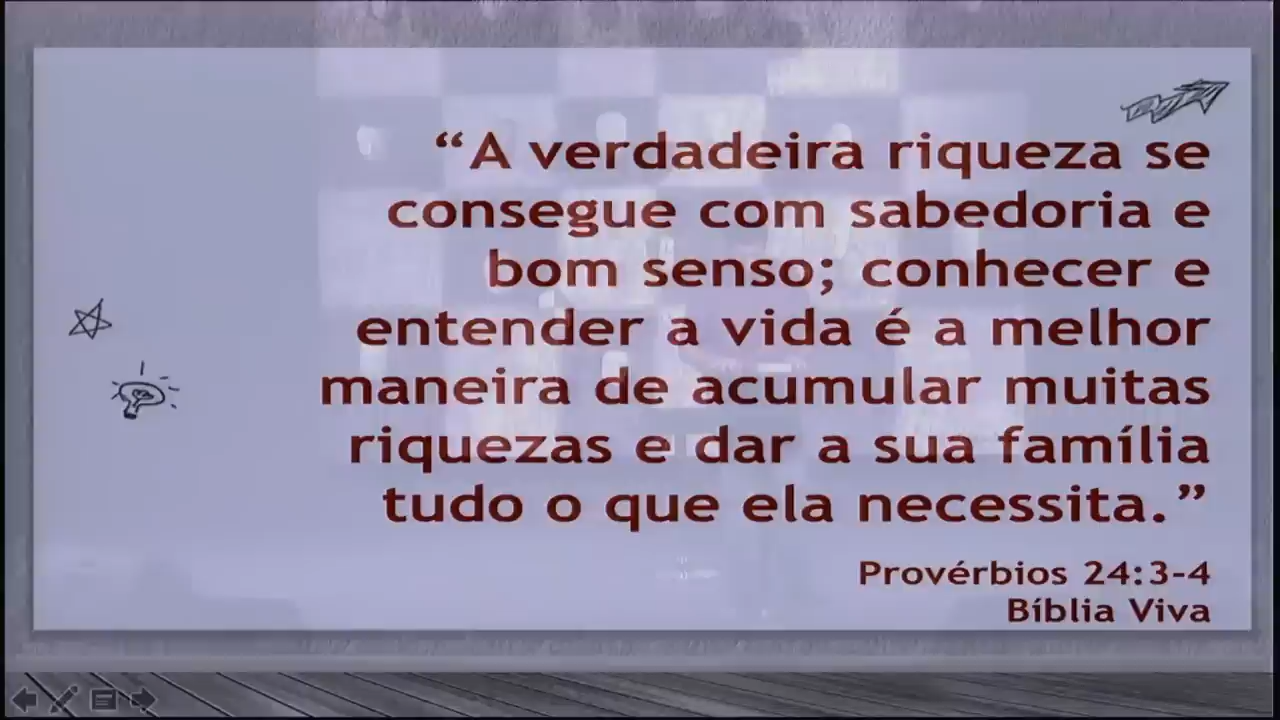 “A verdadeira riqueza se
consegue com sabedoria e
bom senso; conhecer e
entender a vida é a melhor
maneira de acumular muitas
riquezas e dar a sua família
tudo o que ela necessita.”
Provérbios 24:3-4
Bíblia Viva